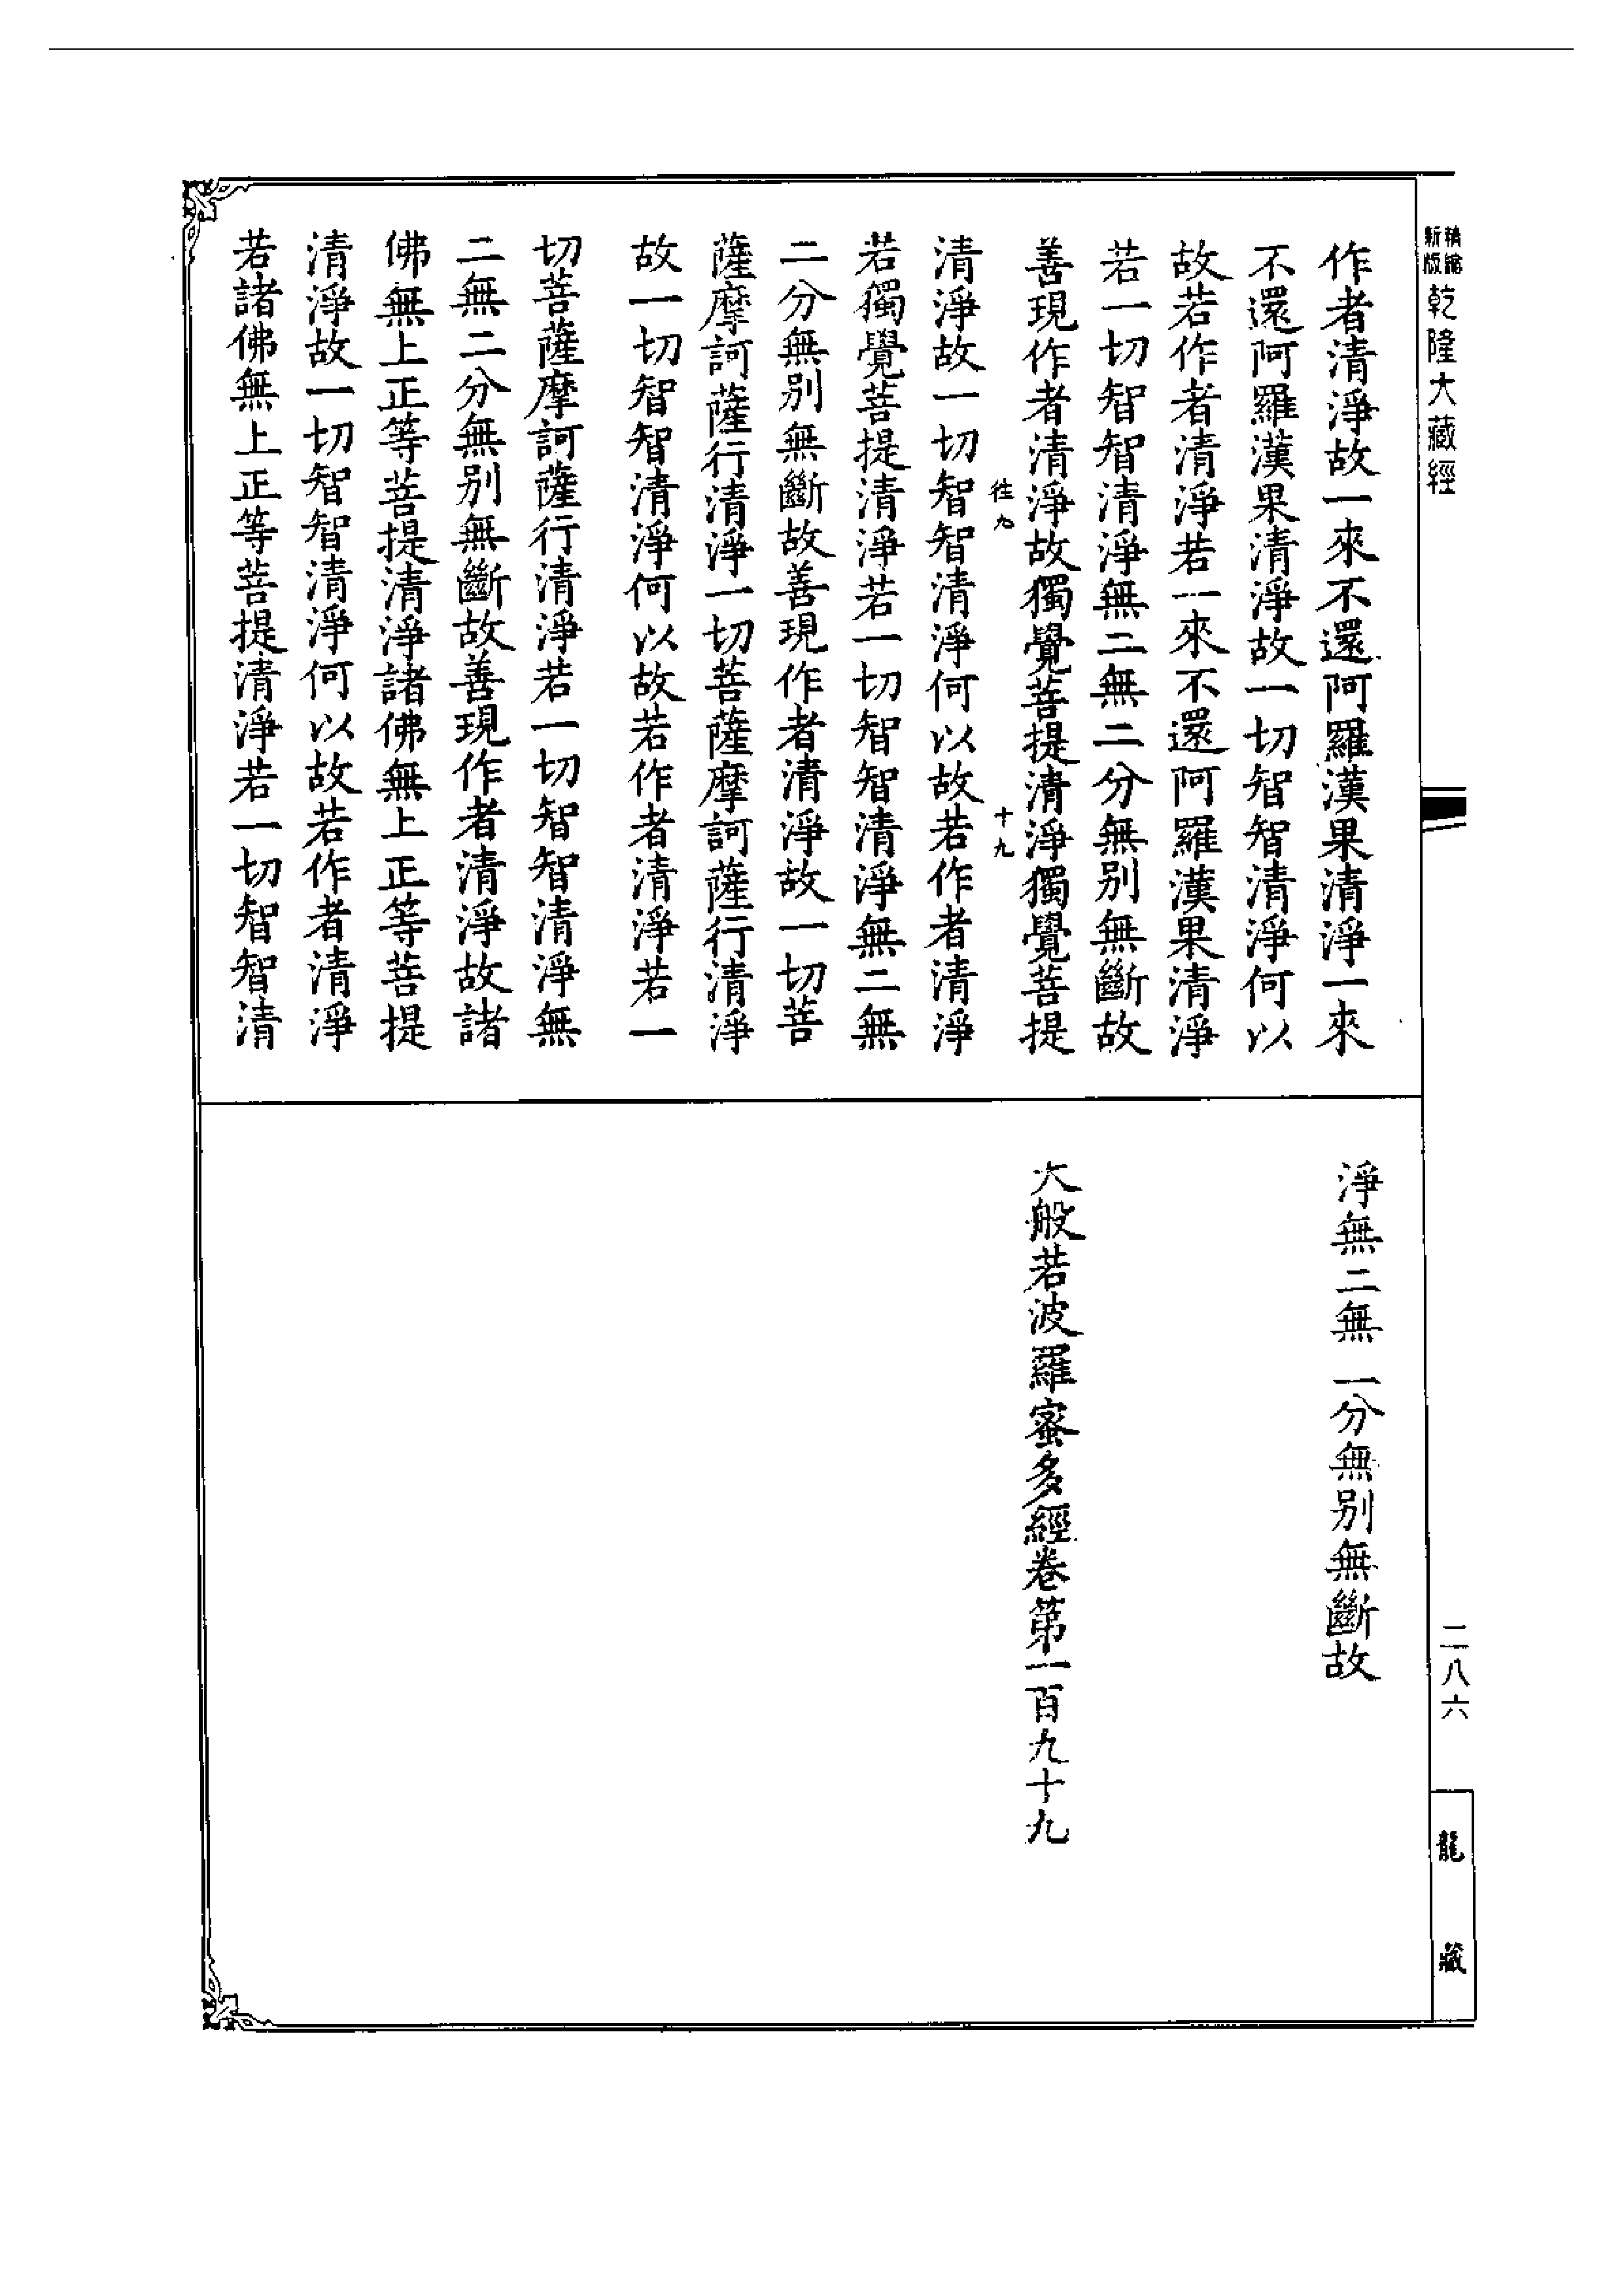 精縮
新版
乾隆大藏經
作者清淨故一來不還阿羅漢果清淨一來
不還阿羅漢果清淨故一切智智清淨何以
故若作者清淨若一來不還阿羅漢果清淨
若一切智智清淨無二無二分無別無斷故
善現作者清淨故獨覺菩提清淨獨覺菩提
十九
清淨故一切智智清淨何以故若作者清淨
若獨覺菩提清淨若一切智智清淨無二無
二分無別無斷故善現作者清淨故一切菩
薩摩訶薩行清淨一切菩薩摩訶薩行清淨
故一切智智清淨何以故若作者清淨若一
切菩薩摩訶薩行清淨若一切智智清淨無
二無二分無別無斷故善現作者清淨故諸
佛無上正等菩提清淨諸佛無上正等菩提
清淨故一切智智清淨何以故若作者清淨
若諸佛無上正等菩提清淨若一切智智清
淨無二無一分無別無斷故
大般若波羅蜜多經卷第一百九十九
二八六
龍藏